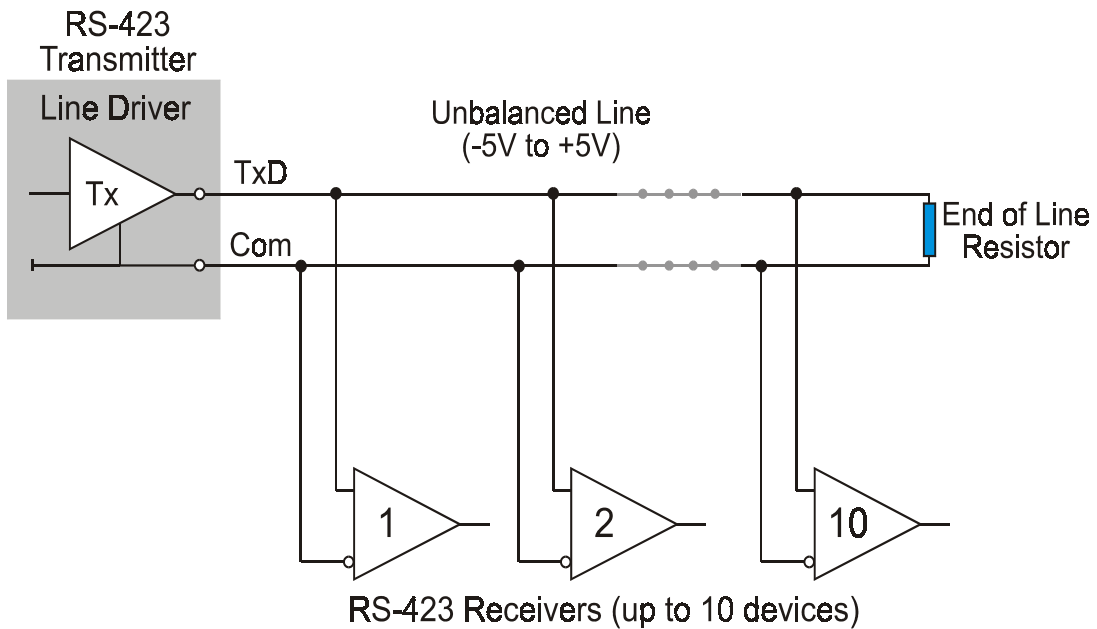 RS-423
Transmitter
Line Driver
Tx
TxD
Com
Unbalanced Line
(-5V to +5V)
End of Line
Resistor
1
2
10
RS-423 Receivers (up to 10 devices)